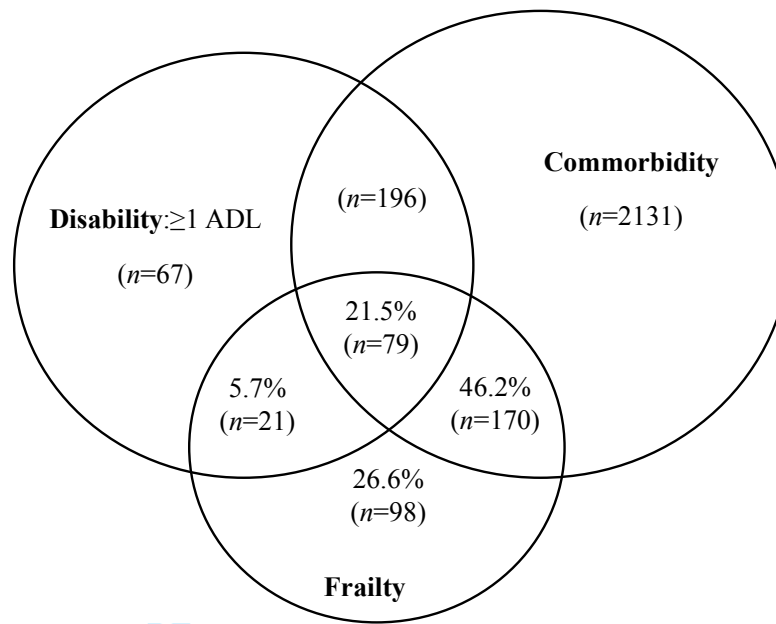 Commorbidity
(n=2131)
Disability:≥1 ADL
(n=67)
(n=196)
21.5%
(n=79)
5.7%
(n=21)
46.2%
(n=170)
26.6%
(n=98)
Frailty